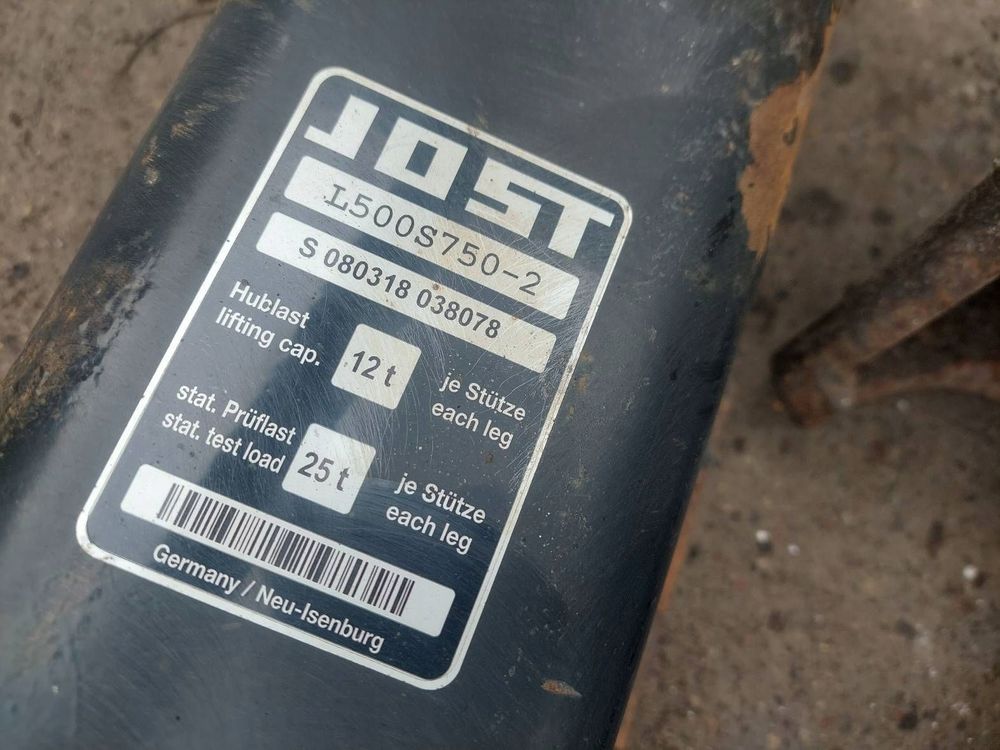 JOST
L500S750-2
S 080318 038078
Hublast
lifting cap.
12 t
je Stütze
each leg
stat. Prüflast
stat. test load
25 t
je Stütze
each leg
Germany / Neu-Isenburg